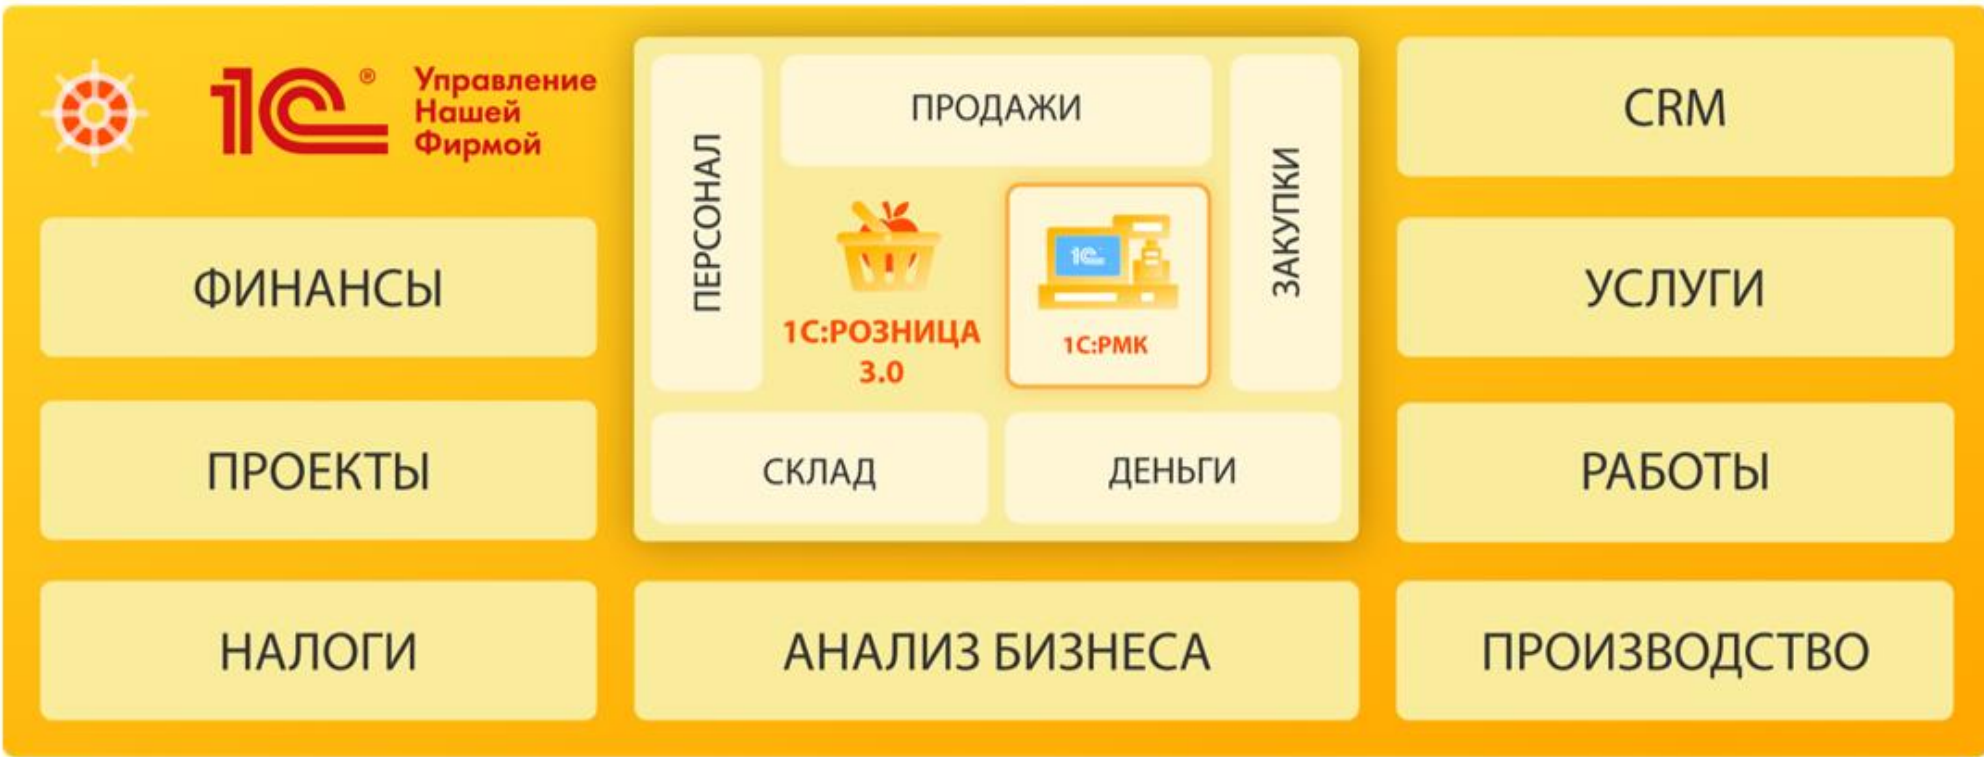 1С®
Управление
Нашей
Фирмой
ФИНАНСЫ
ПРОЕКТЫ
НАЛОГИ
ПЕРСОНАЛ
ПРОДАЖИ
ЗАКУПКИ
1С:РОЗНИЦА
3.0
1С
1С:РМК
СКЛАД
ДЕНЬГИ
АНАЛИЗ БИЗНЕСА
CRM
УСЛУГИ
РАБОТЫ
ПРОИЗВОДСТВО